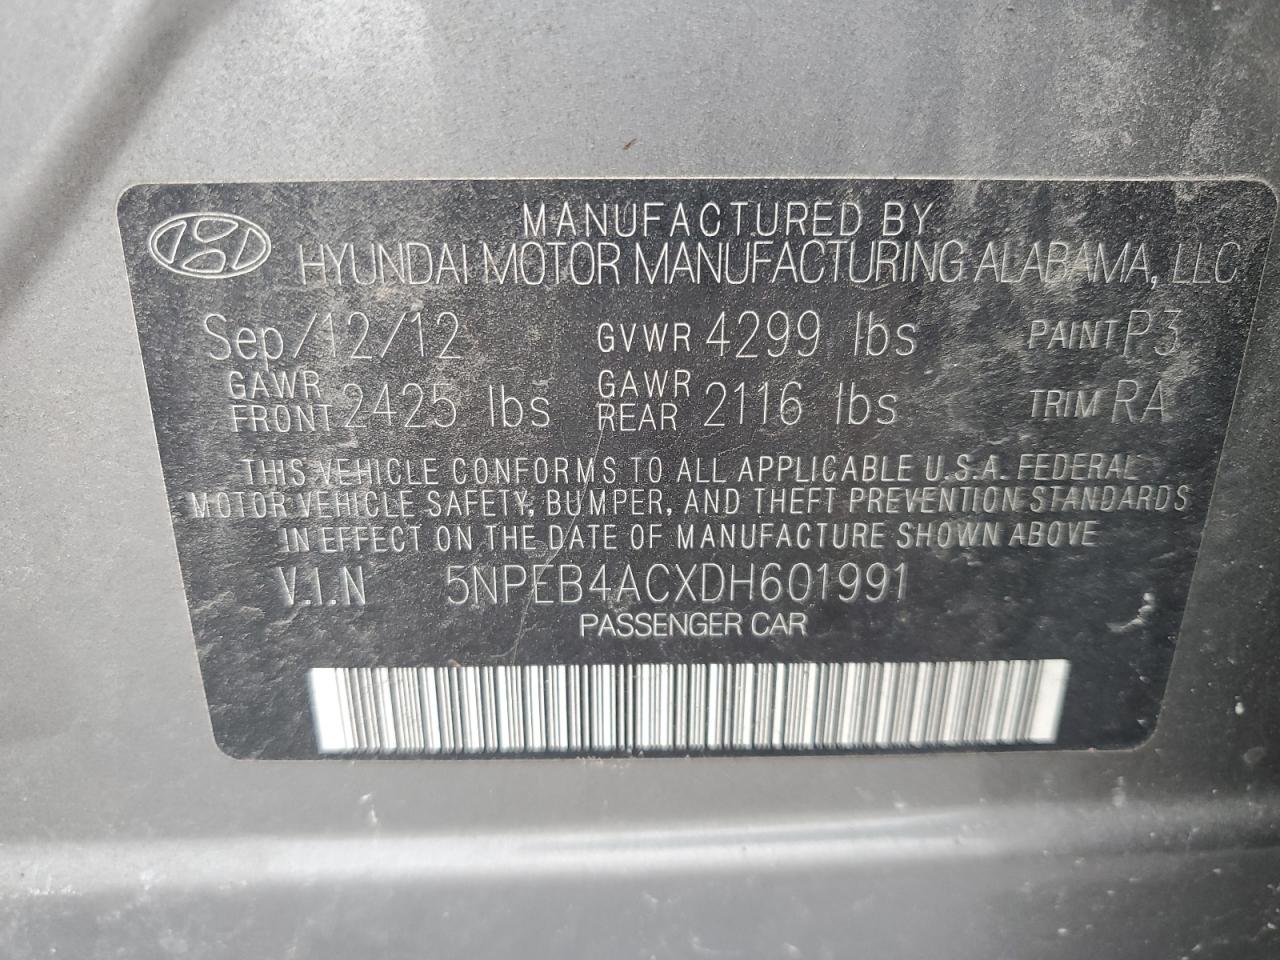 MANUFACTURED BY
HYUNDAI MOTOR MANUFACTURING ALABAMA, LLC
Sep/12/12 GVWR 4299 lbs PAINT P3
GAWR FRONT 2425 lbs GAWR REAR 2116 lbs TRIM RA
THIS VEHICLE CONFORMS TO ALL APPLICABLE U.S.A. FEDERAL
MOTOR VEHICLE SAFETY, BUMPER, AND THEFT PREVENTION STANDARDS
IN EFFECT ON THE DATE OF MANUFACTURE SHOWN ABOVE
V.I.N 5NPEB4ACXDH601991
PASSENGER CAR